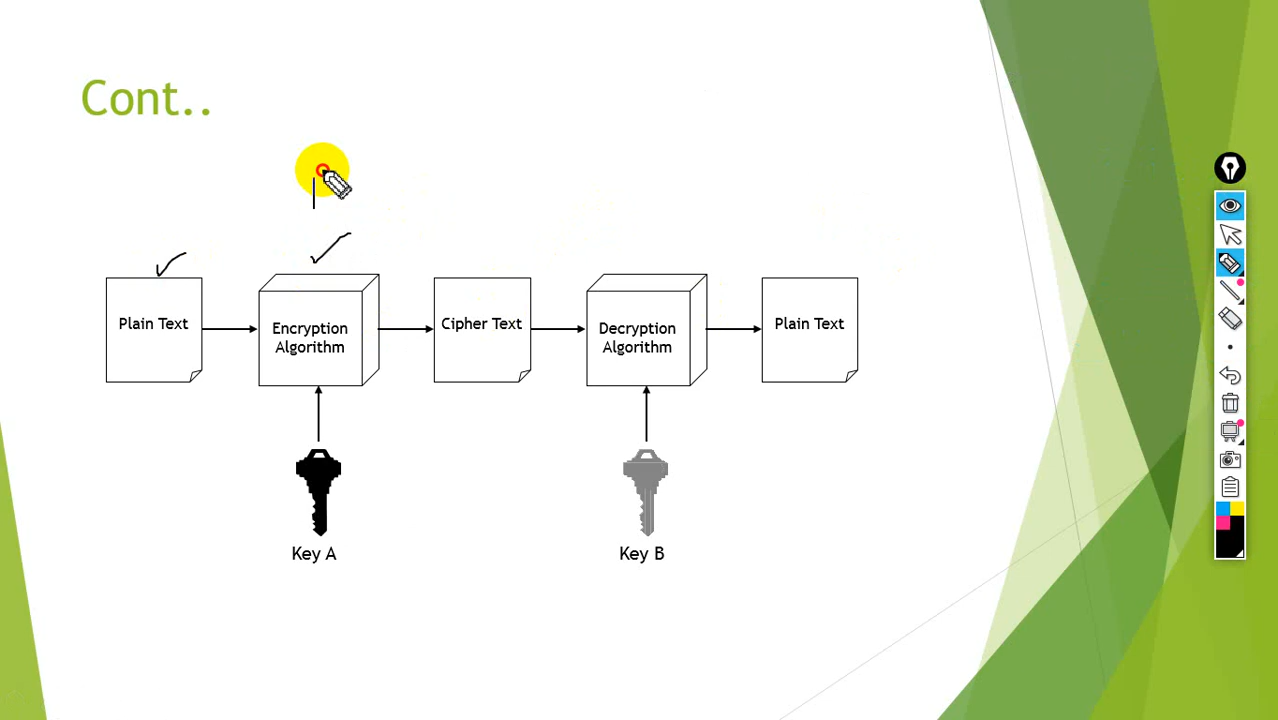 Cont..
Plain Text
Encryption
Algorithm
Cipher Text
Decryption
Algorithm
Plain Text
Key A
Key B